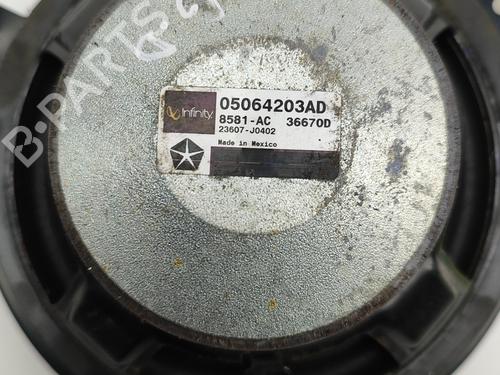 B-PARTS
Infinity
05064203AD
8581-AC 36670D
23607-J0402
Made in Mexico